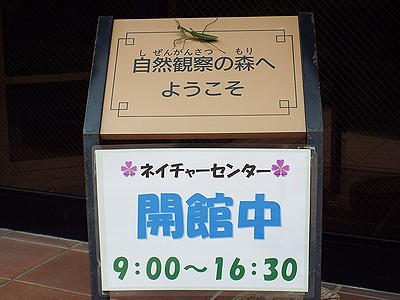 しぜんかんさつ もり
自然観察の森へ
ようこそ
ネイチャーセンター
開館中
9:00～16:30